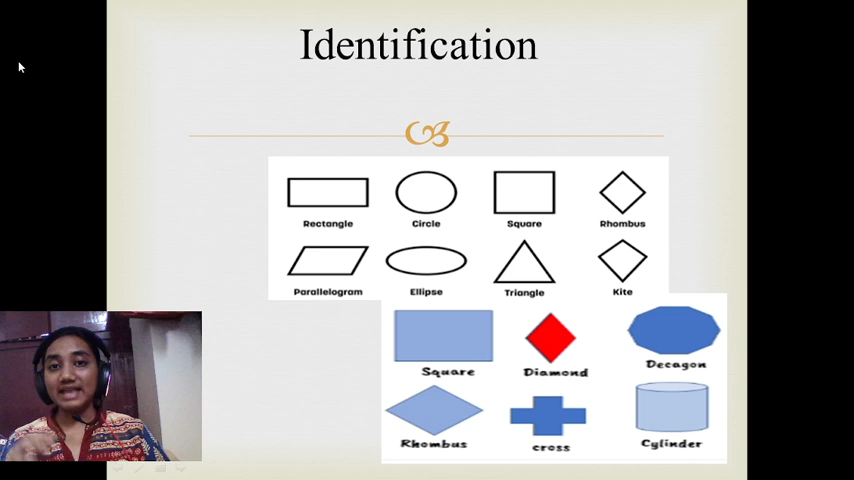 Identification
Rectangle Circle Square Rhombus
Parallelogram Ellipse Triangle Kite
Square Diamond Decagon
Rhombus cross Cylinder